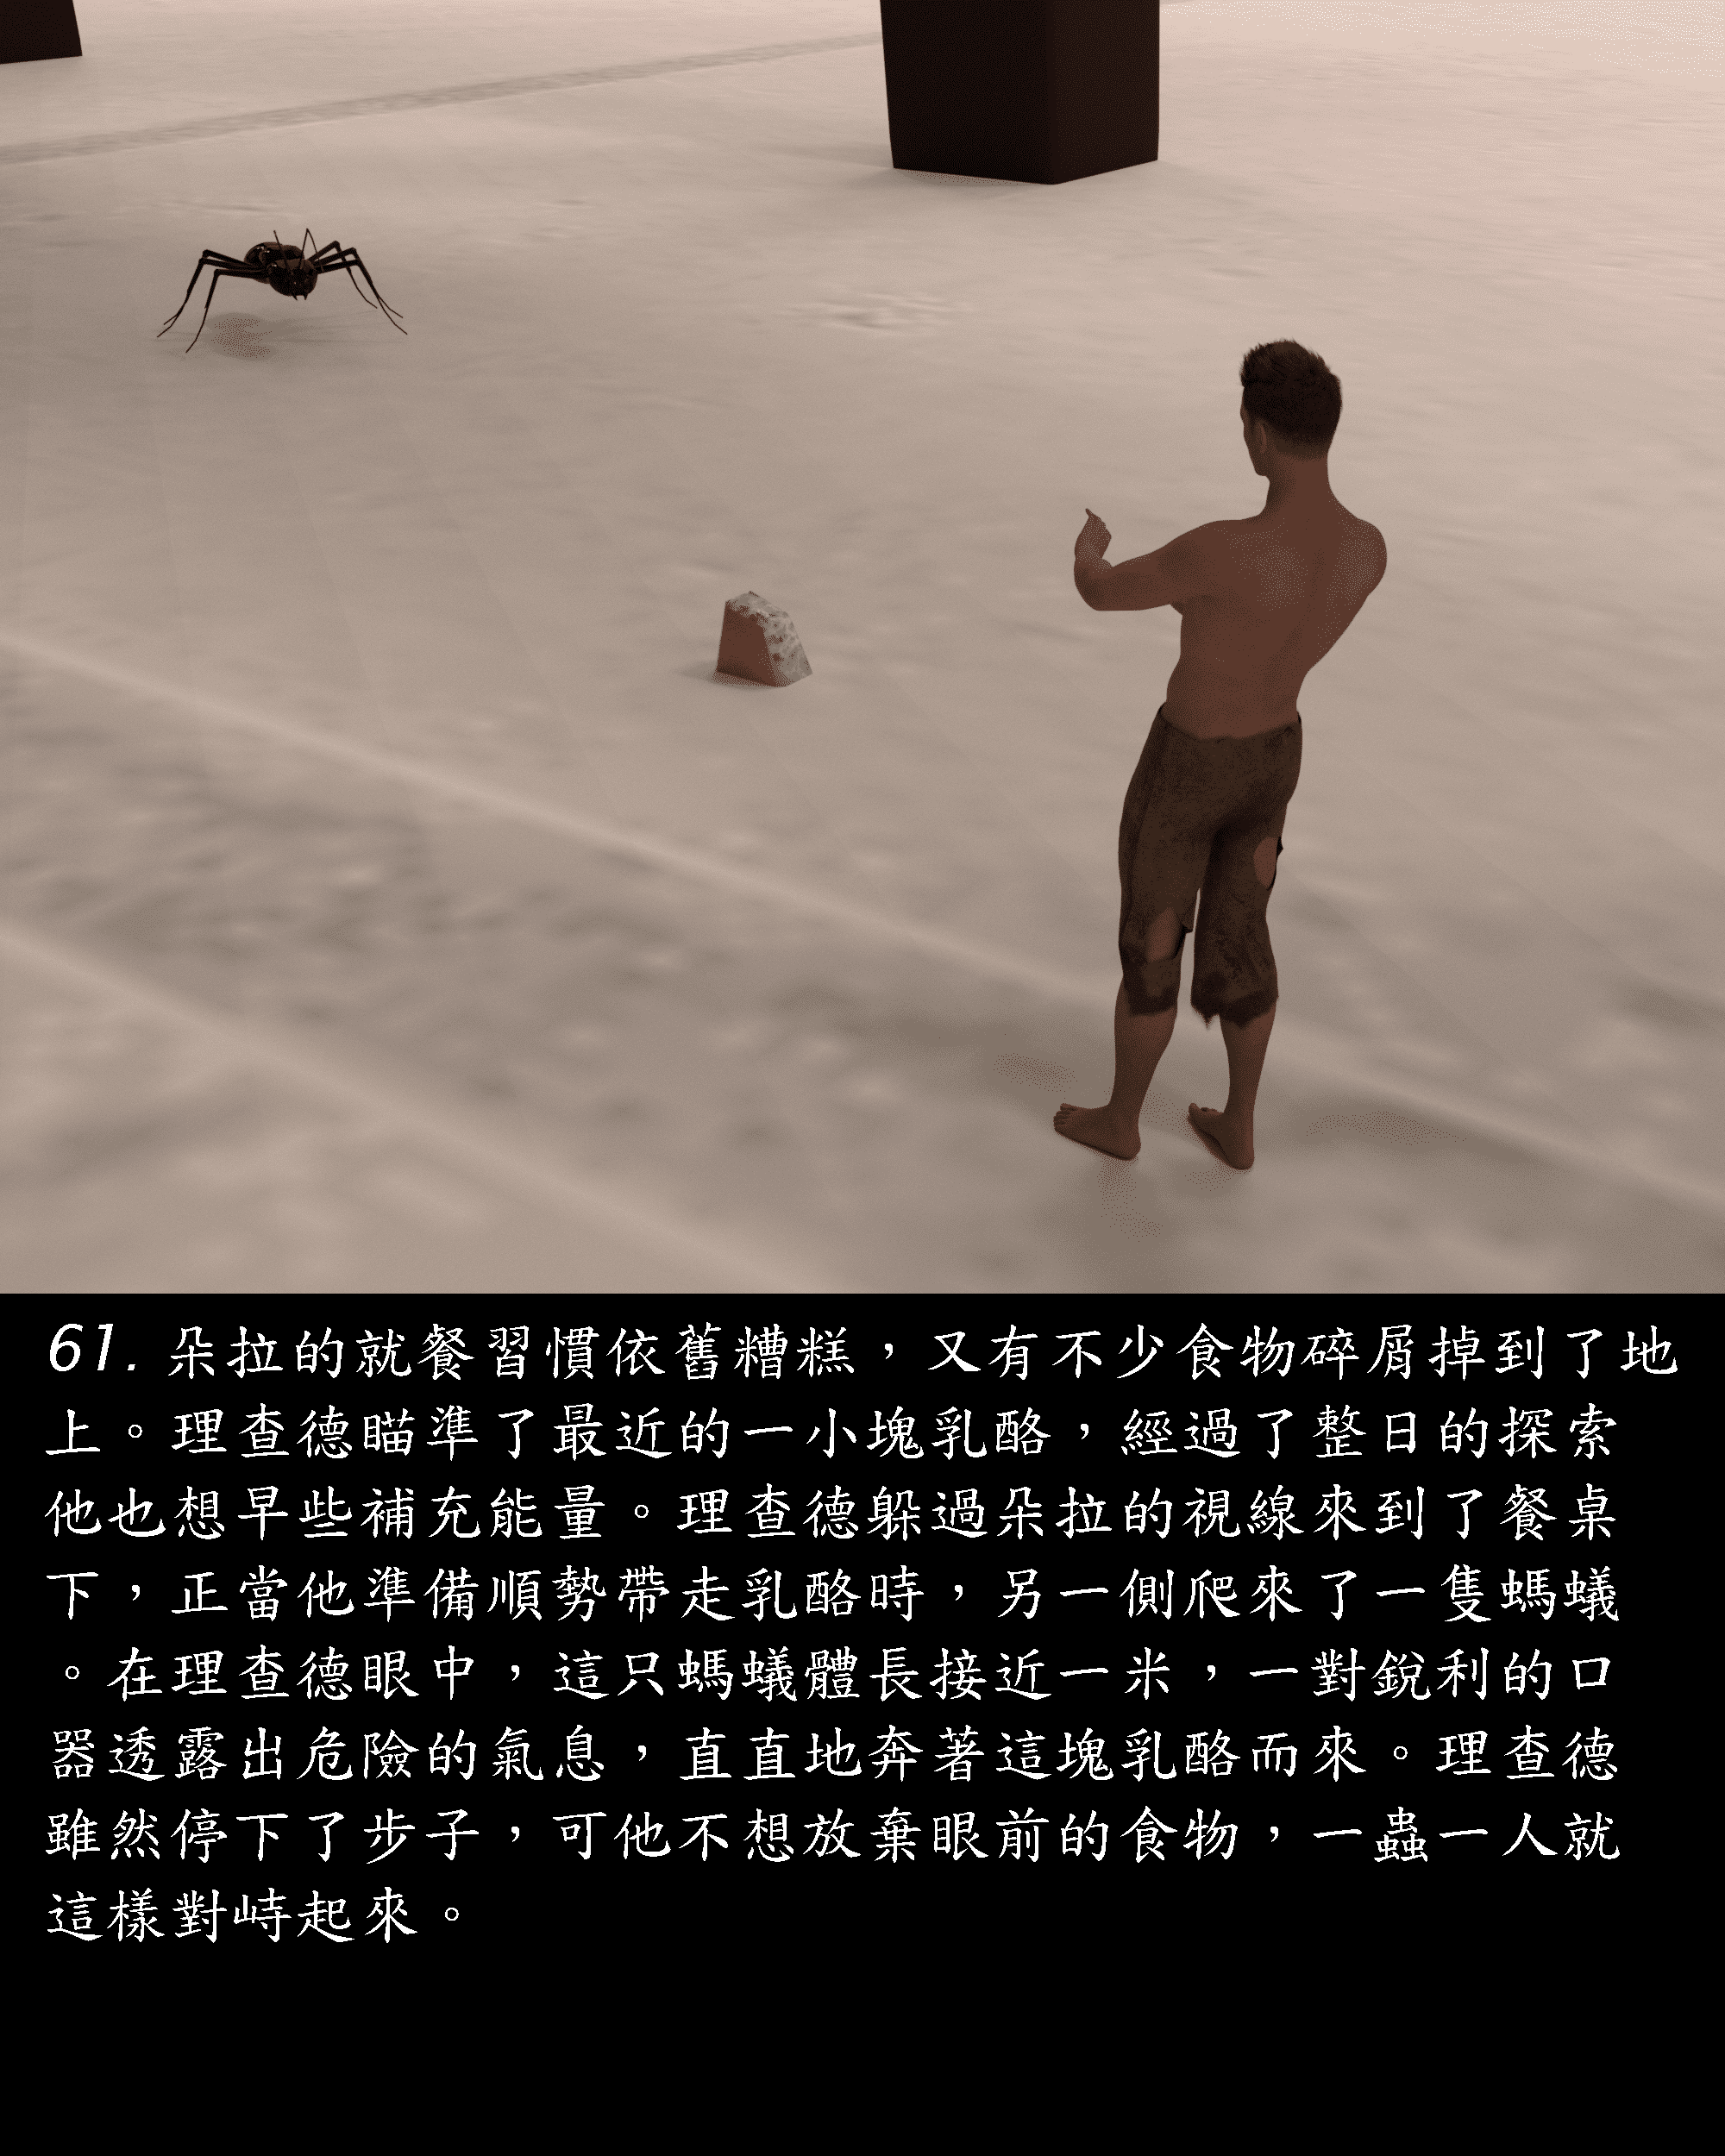 61. 朵拉的就餐習慣依舊糟糕，又有不少食物碎屑掉到了地
上。理查德瞄準了最近的一小塊乳酪，經過了整日的探索
他也想早些補充能量。理查德躲過朵拉的視線來到了餐桌
下，正當他準備順勢帶走乳酪時，另一側爬來了一隻螞蟻
。在理查德眼中，這只螞蟻體長接近一米，一對銳利的口
器透露出危險的氣息，直直地奔著這塊乳酪而來。理查德
雖然停下了步子，可他不想放棄眼前的食物，一蟲一人就
這樣對峙起來。